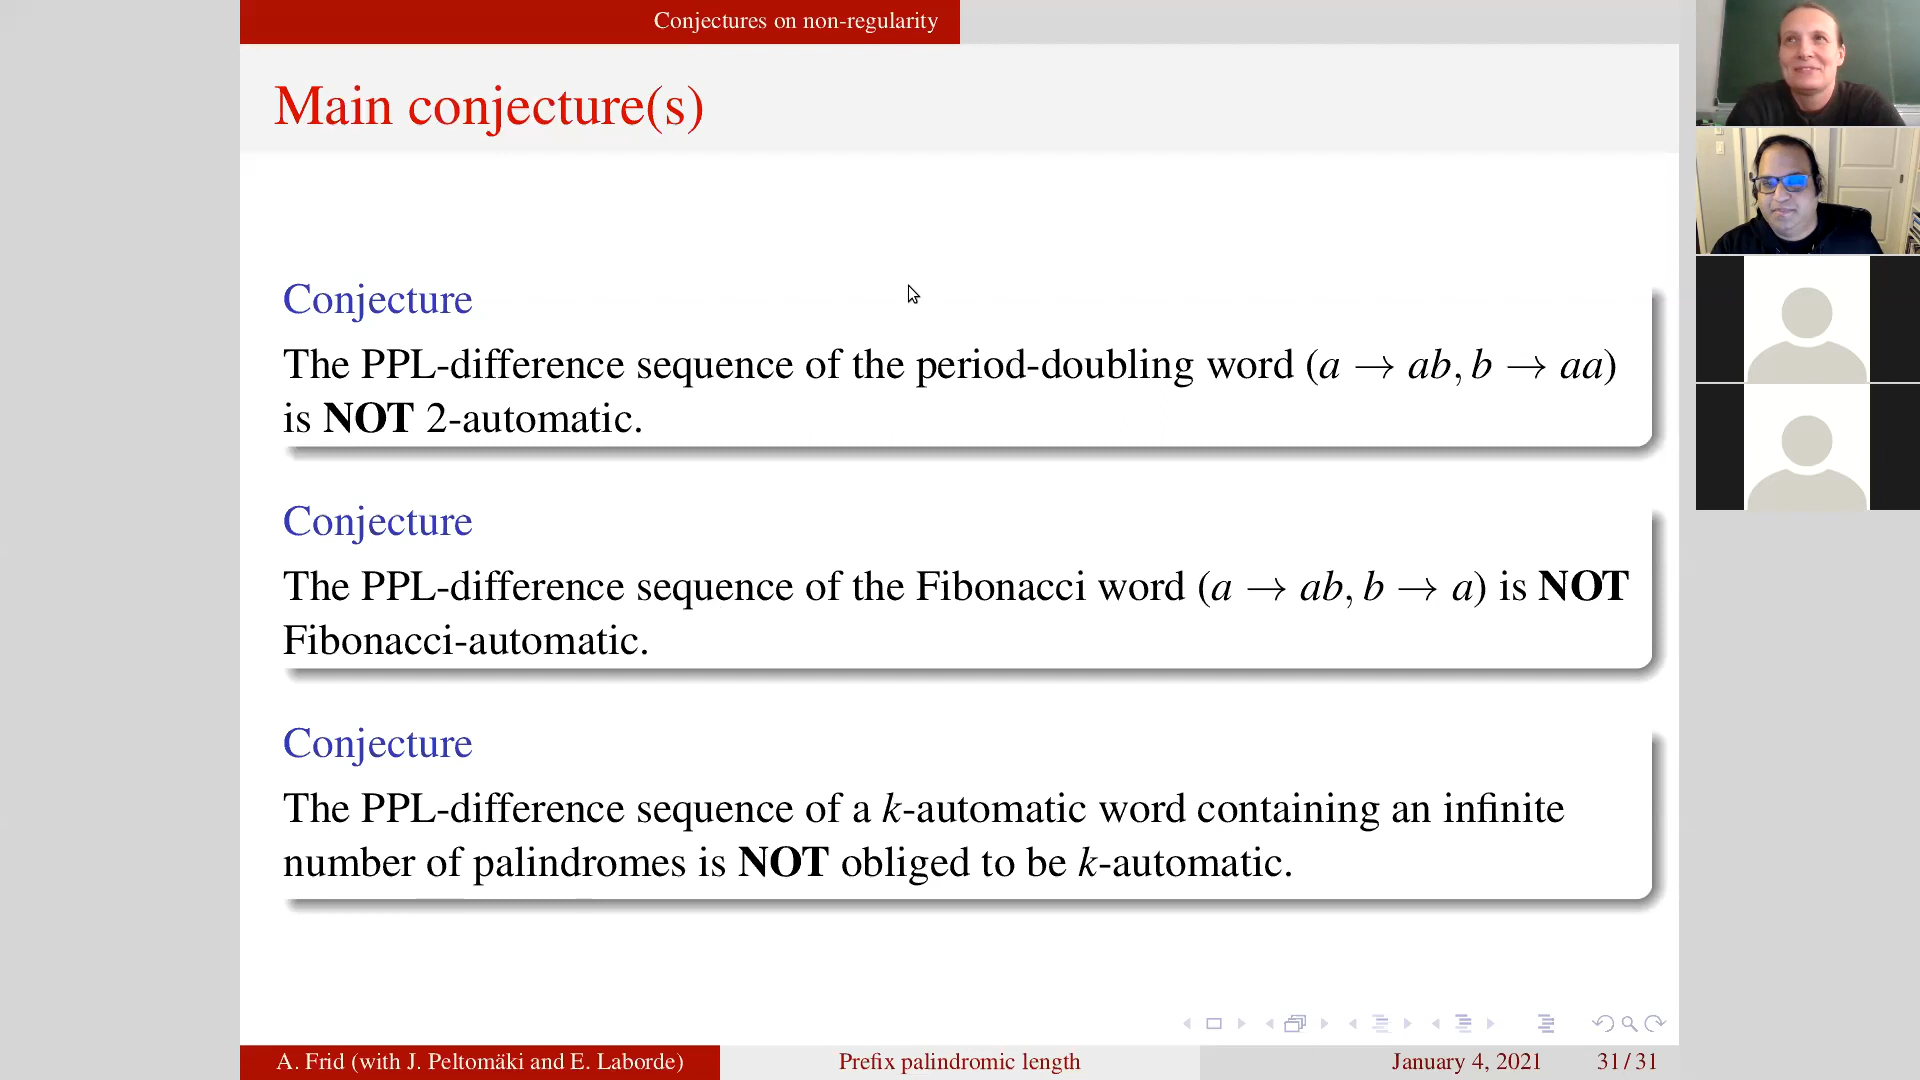 Conjectures on non-regularity
Main conjecture(s)
Conjecture
The PPL-difference sequence of the period-doubling word (a → ab, b → aa)
is NOT 2-automatic.
Conjecture
The PPL-difference sequence of the Fibonacci word (a → ab, b → a) is NOT
Fibonacci-automatic.
Conjecture
The PPL-difference sequence of a k-automatic word containing an infinite
number of palindromes is NOT obliged to be k-automatic.
A. Frid (with J. Peltomäki and E. Laborde) Prefix palindromic length January 4, 2021 31 / 31